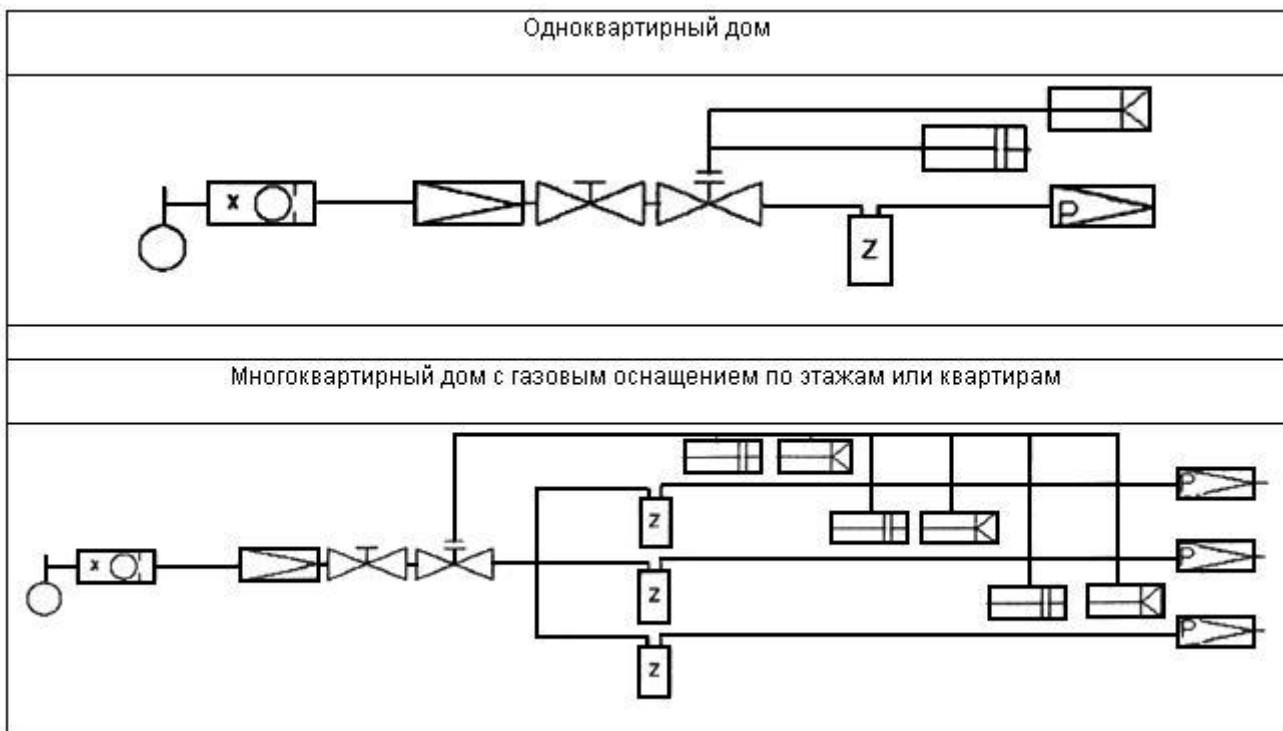 Одноквартирный дом
x
Z
P
Многоквартирный дом с газовым оснащением по этажам или квартирам
x
Z
P
Z
P
Z
P